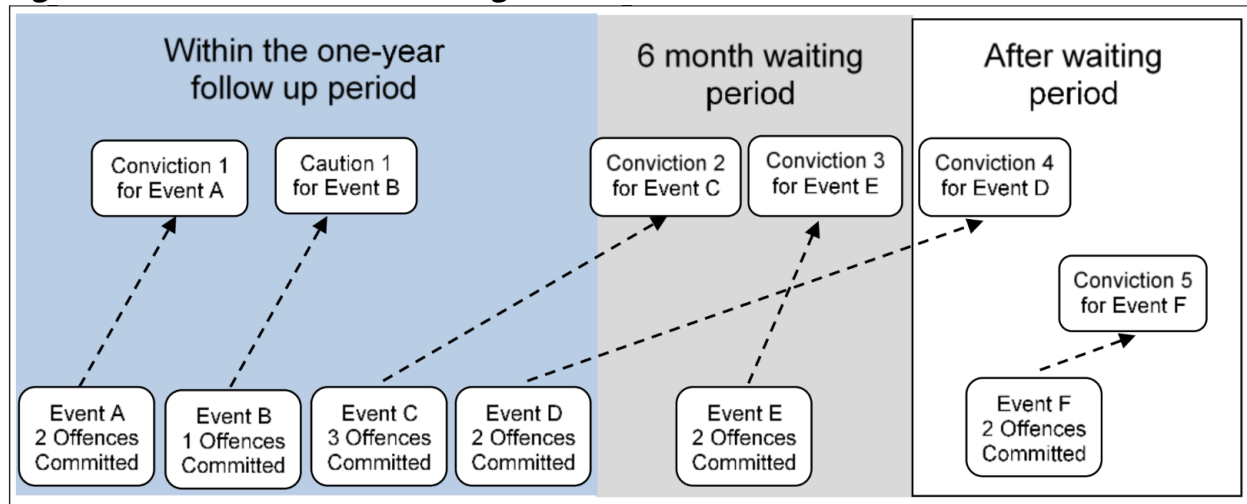 Within the one-year
follow up period
6 month waiting
period
After waiting
period
Conviction 1
for Event A
Caution 1
for Event B
Conviction 2
for Event C
Conviction 3
for Event E
Conviction 4
for Event D
Conviction 5
for Event F
Event A
2 Offences
Committed
Event B
1 Offences
Committed
Event C
3 Offences
Committed
Event D
2 Offences
Committed
Event E
2 Offences
Committed
Event F
2 Offences
Committed